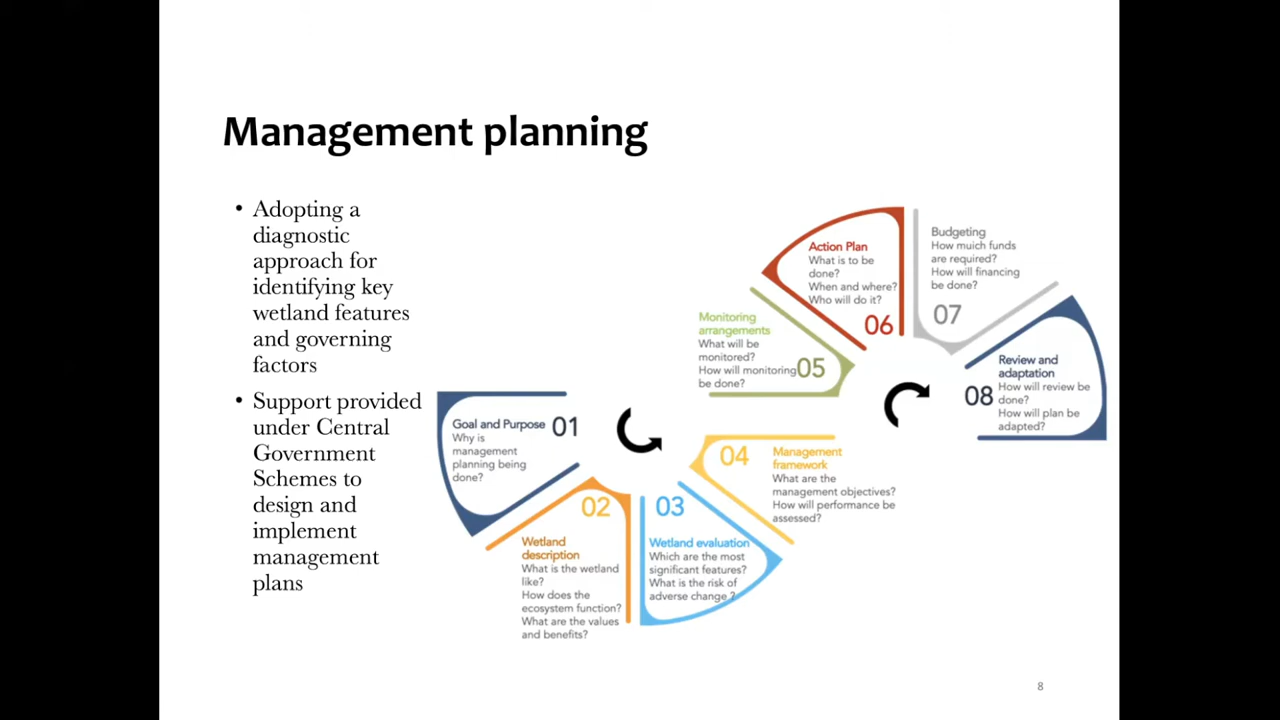 Management planning
• Adopting a
diagnostic
approach for
identifying key
wetland features
and governing
factors
• Support provided
under Central
Government
Schemes to
design and
implement
management
plans
Goal and Purpose 01
Why is
management
planning being
done?
02
Wetland
description
What is the wetland
like?
How does the
ecosystem function?
What are the values
and benefits?
03
Wetland evaluation
Which are the most
significant features?
What is the risk of
adverse change ?
04
Management
framework
What are the
management objectives?
How will performance be
assessed?
Monitoring
arrangements
What will be
monitored?
How will monitoring
be done?
05
Action Plan
What is to be
done?
When and where?
Who will do it?
06
Budgeting
How much funds
are required?
How will financing
be done?
07
Review and
adaptation
08
How will review be
done?
How will plan be
adapted?
8